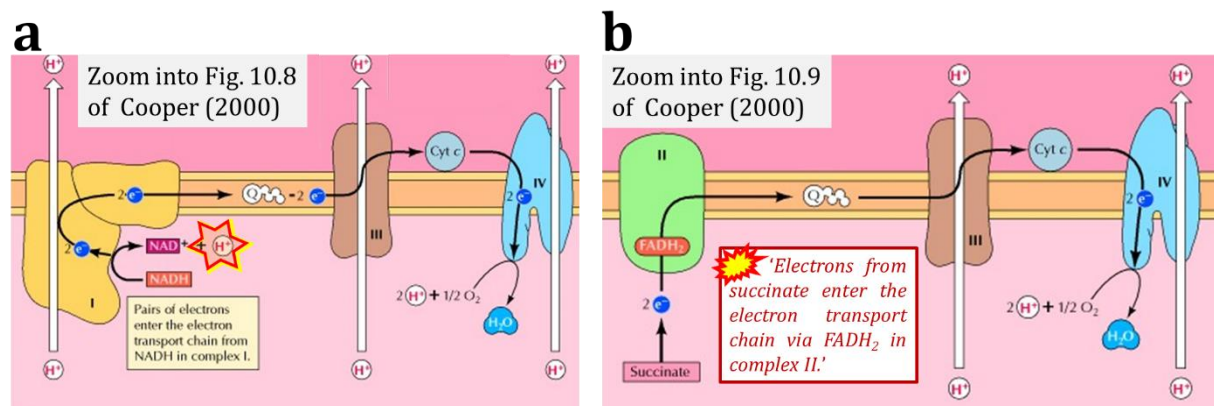 a
H+
H+
H+
Zoom into Fig. 10.8
of Cooper (2000)
Cyt c
IV
2 e-
Q
-2 e-
2 e-
2 e-
NAD+ + H+
NADH
I
III
Pairs of electrons
enter the electron
transport chain from
NADH in complex I.
2 H+ + 1/2 O2
H2O
H+
H+
H+
b
Zoom into Fig. 10.9
of Cooper (2000)
H+
H+
II
Cyt c
IV
2 e-
Q
III
FADH2
2 e-
Succinate
'Electrons from
succinate enter the
electron transport
chain via FADH2 in
complex II.'
2 H+ + 1/2 O2
H2O
H+
H+